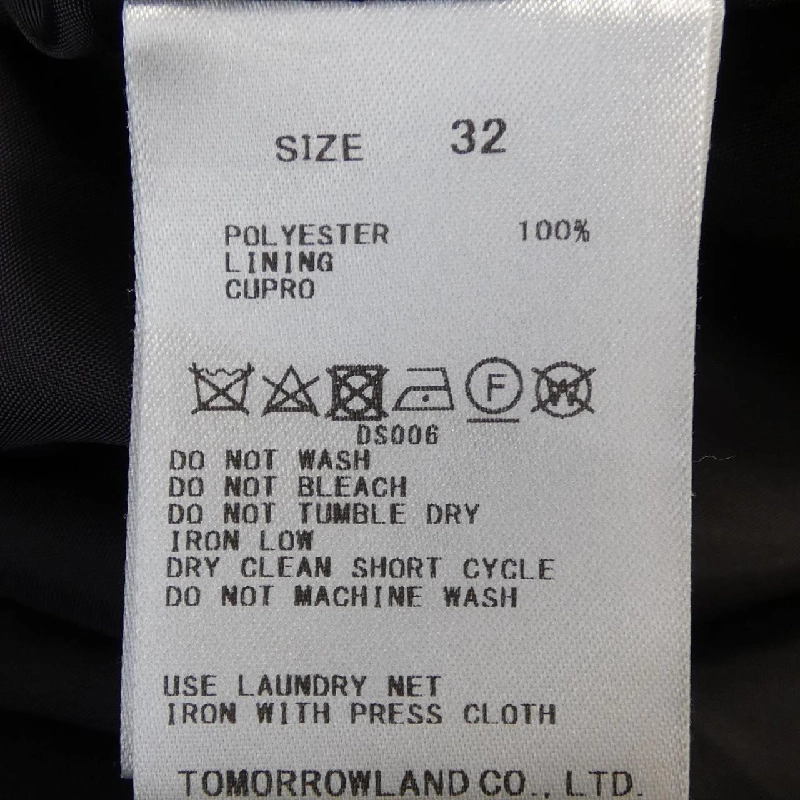 SIZE 32
POLYESTER 100%
LINING
CUPRO
F W
DS006
DO NOT WASH
DO NOT BLEACH
DO NOT TUMBLE DRY
IRON LOW
DRY CLEAN SHORT CYCLE
DO NOT MACHINE WASH
USE LAUNDRY NET
IRON WITH PRESS CLOTH
TOMORROWLAND CO., LTD.